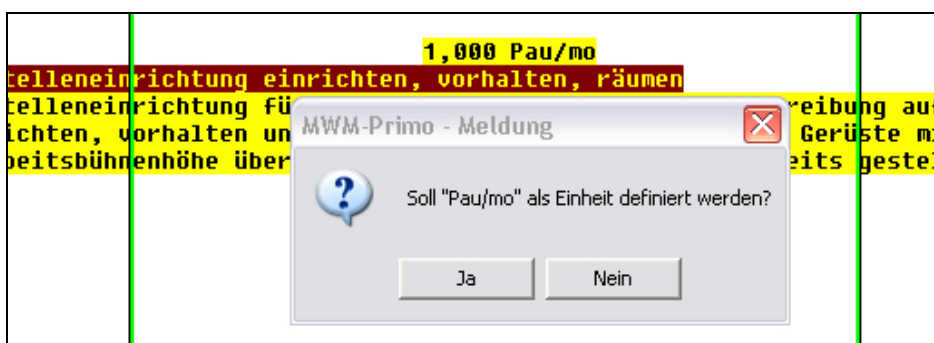 1,000 Pau/mo
telleneinrichtung einrichten, vorhalten, räumen
telleneinrichtung fü
reibung au
ichten, vorhalten un
Gerüste mi
beitsbühnenhöhe über
eits gestel
MWM-Primo - Meldung
Soll "Pau/mo" als Einheit definiert werden?
Ja
Nein